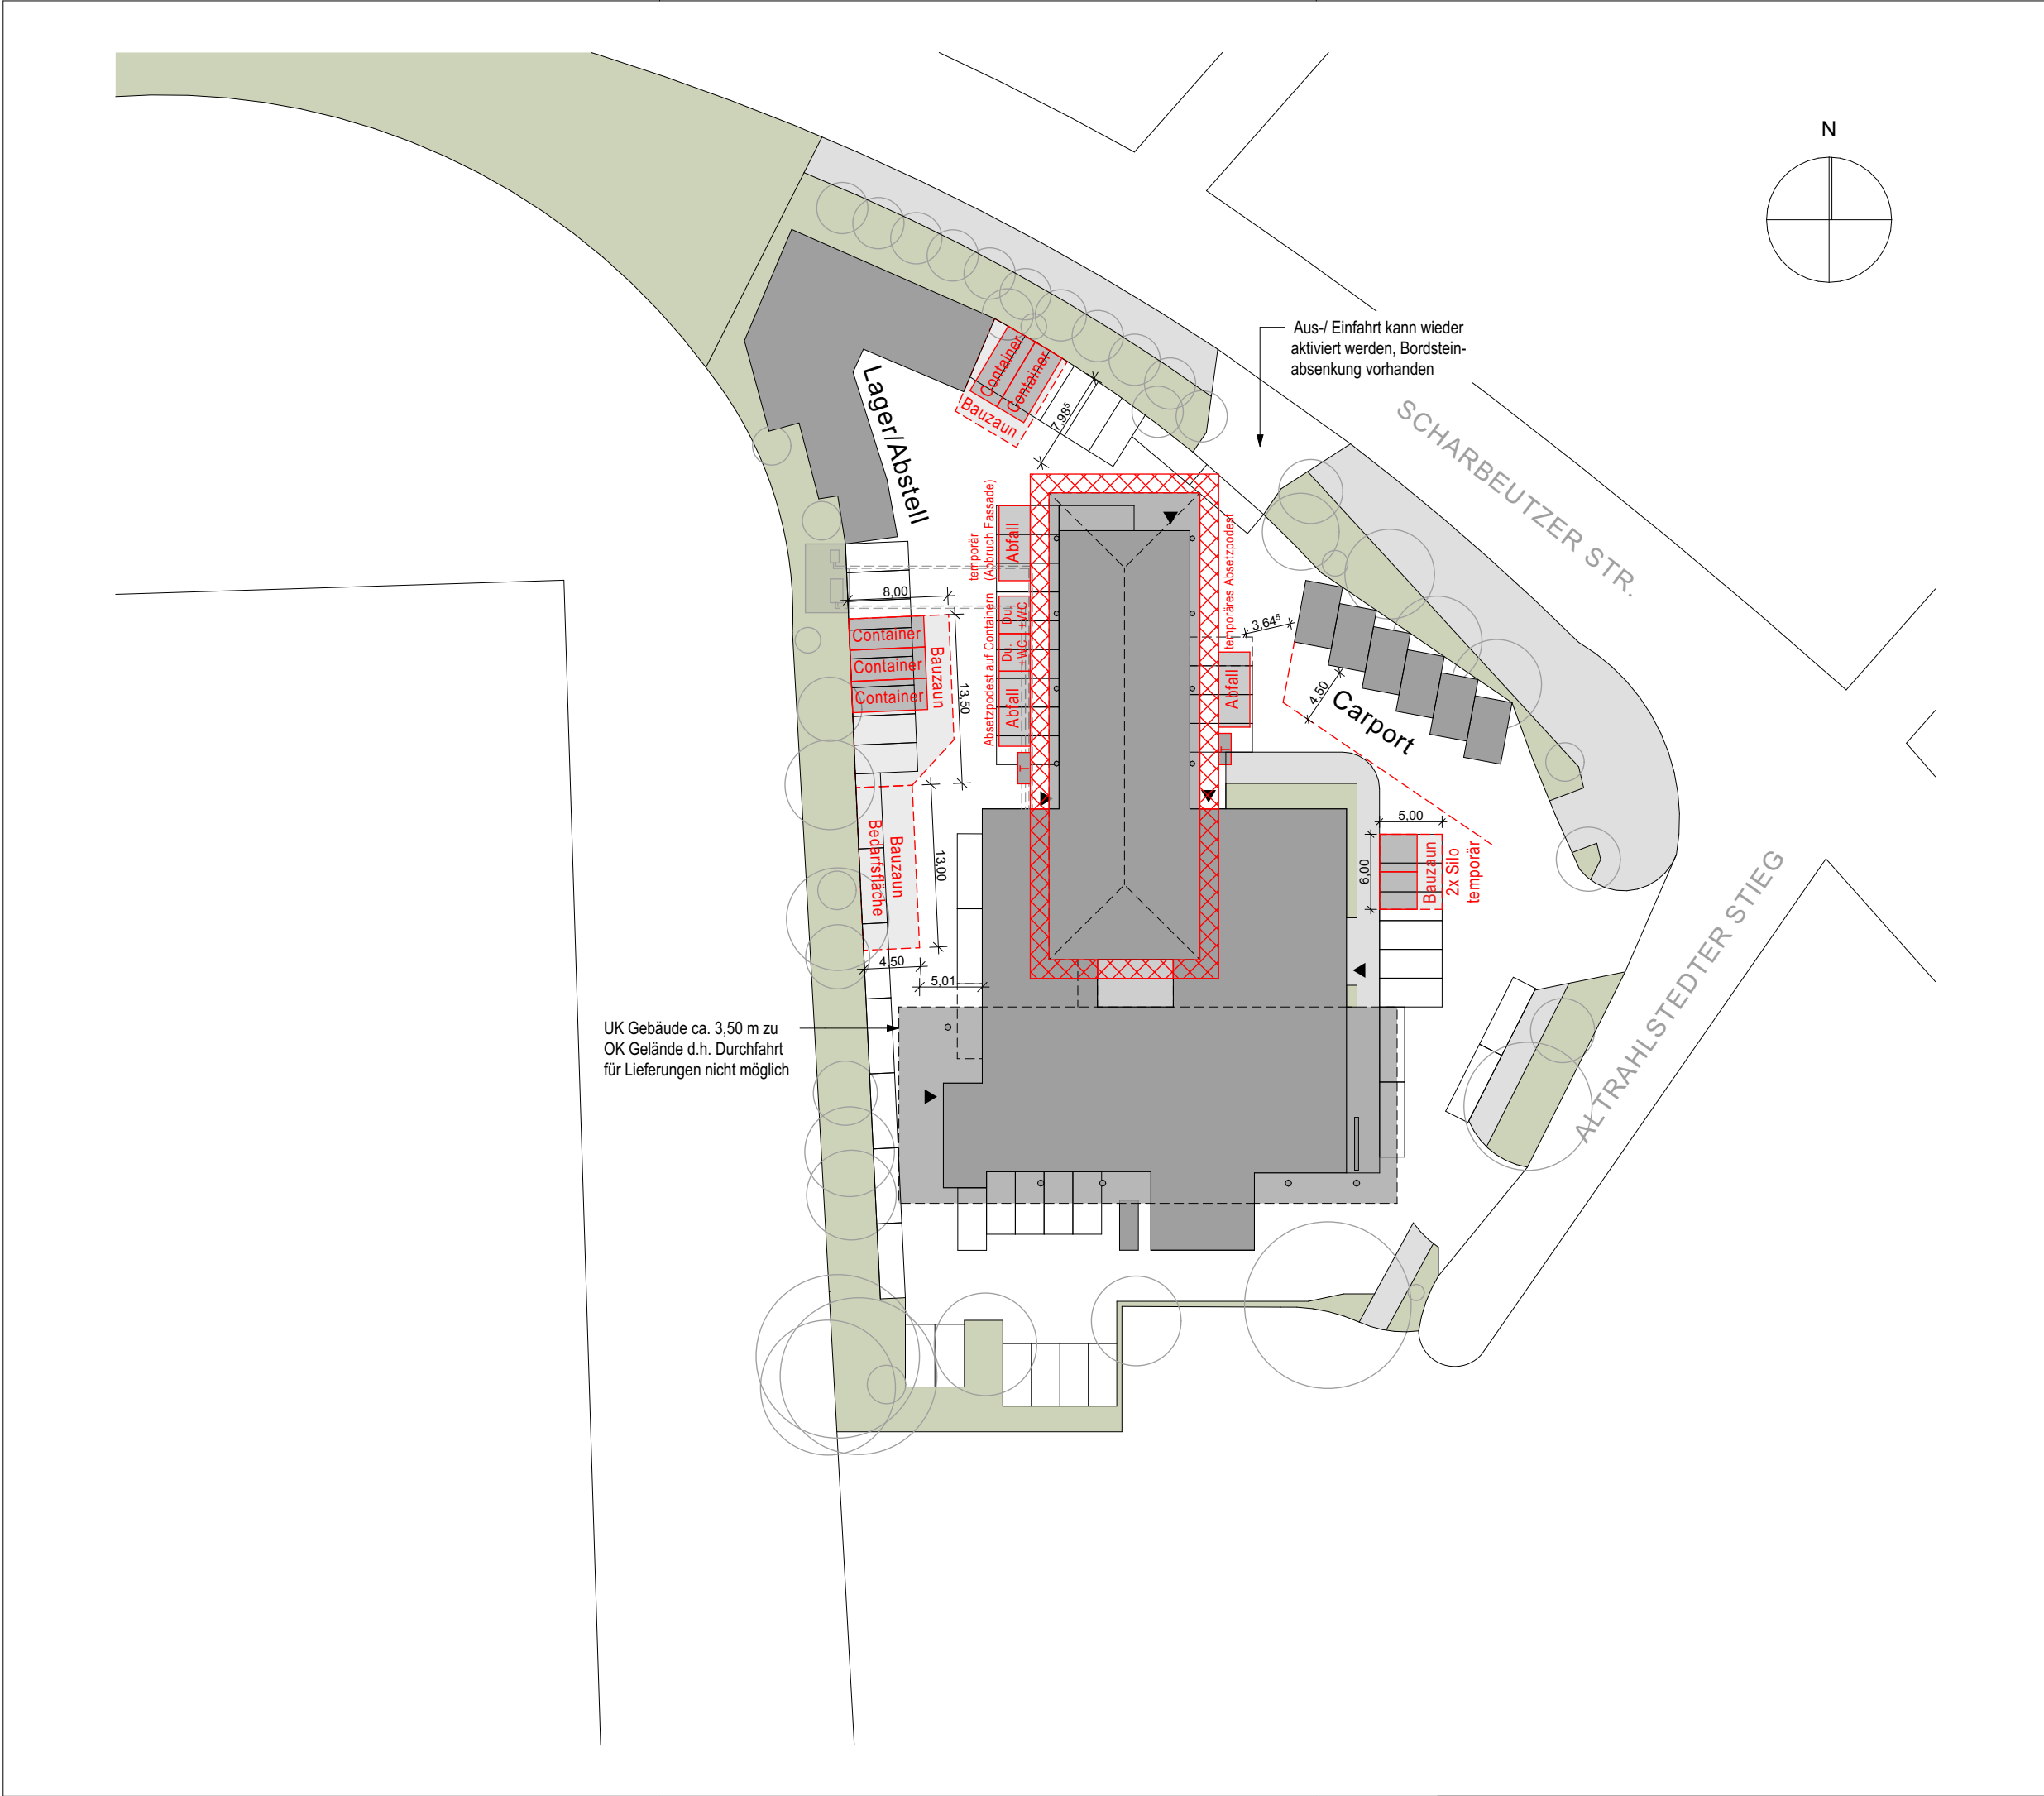 N
Aus-/ Einfahrt kann wieder
aktiviert werden, Bordstein-
absenkung vorhanden
SCHARBEUTZER STR.
Container
Container
Bauzaun
7,98⁵
Lager/Abstell
temporär
(Abbruch Fassade)
Abfall
temporäres Absetzpodest
8,00
Container
Container
Container
Bauzaun
13,50
Absetzpodest auf Containern
Du.
+WC
Du.
+WC
Abfall
T
3,64⁵
Abfall
T
4,50
Carport
Bauzaun
Bedarfsfläche
13,00
5,00
6,00
Bauzaun
2x Silo
temporär
4,50
5,01
ALTRAHLSTEDTER STIEG
UK Gebäude ca. 3,50 m zu
OK Gelände d.h. Durchfahrt
für Lieferungen nicht möglich